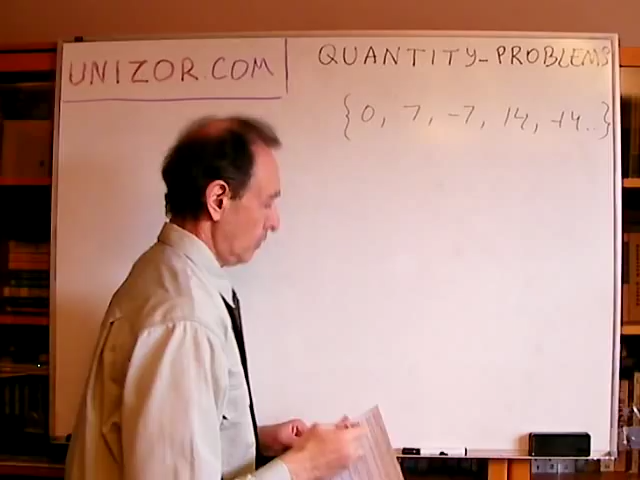 UNIZOR.COM
QUANTITY-PROBLEMS
{0, 7, -7, 14, -14..}